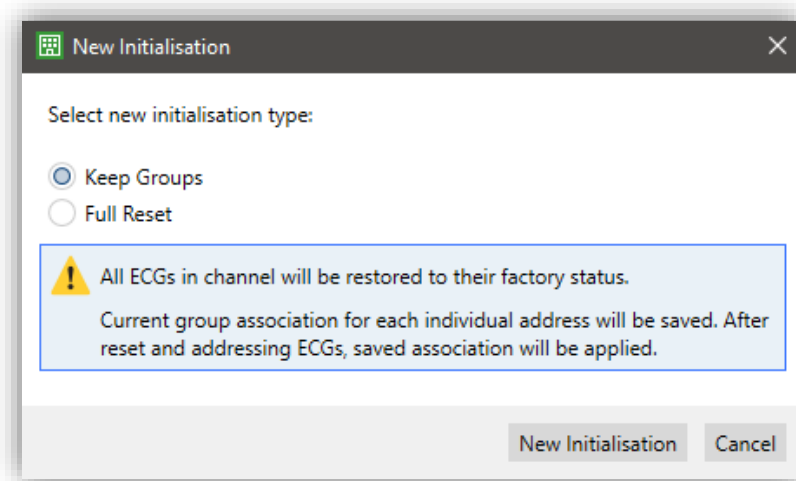 New Initialisation
Select new initialisation type:
Keep Groups
Full Reset
All ECGs in channel will be restored to their factory status.
Current group association for each individual address will be saved. After
reset and addressing ECGs, saved association will be applied.
New Initialisation Cancel